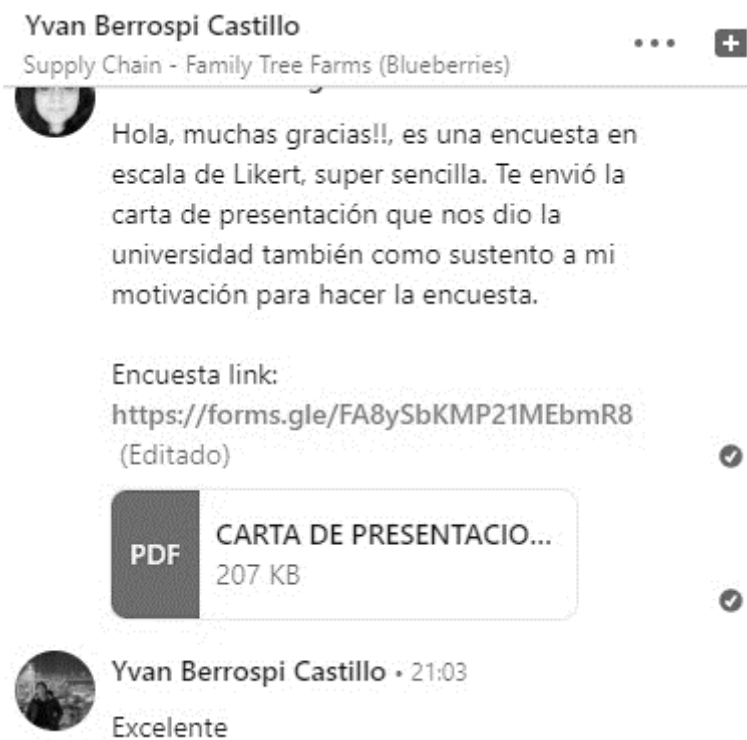 Yvan Berrospi Castillo
Supply Chain - Family Tree Farms (Blueberries)
Hola, muchas gracias!!, es una encuesta en
escala de Likert, super sencilla. Te envió la
carta de presentación que nos dio la
universidad también como sustento a mi
motivación para hacer la encuesta.
Encuesta link:
https://forms.gle/FA8ySbKMP21MEbmR8
(Editado)
PDF
CARTA DE PRESENTACIO...
207 KB
Yvan Berrospi Castillo • 21:03
Excelente